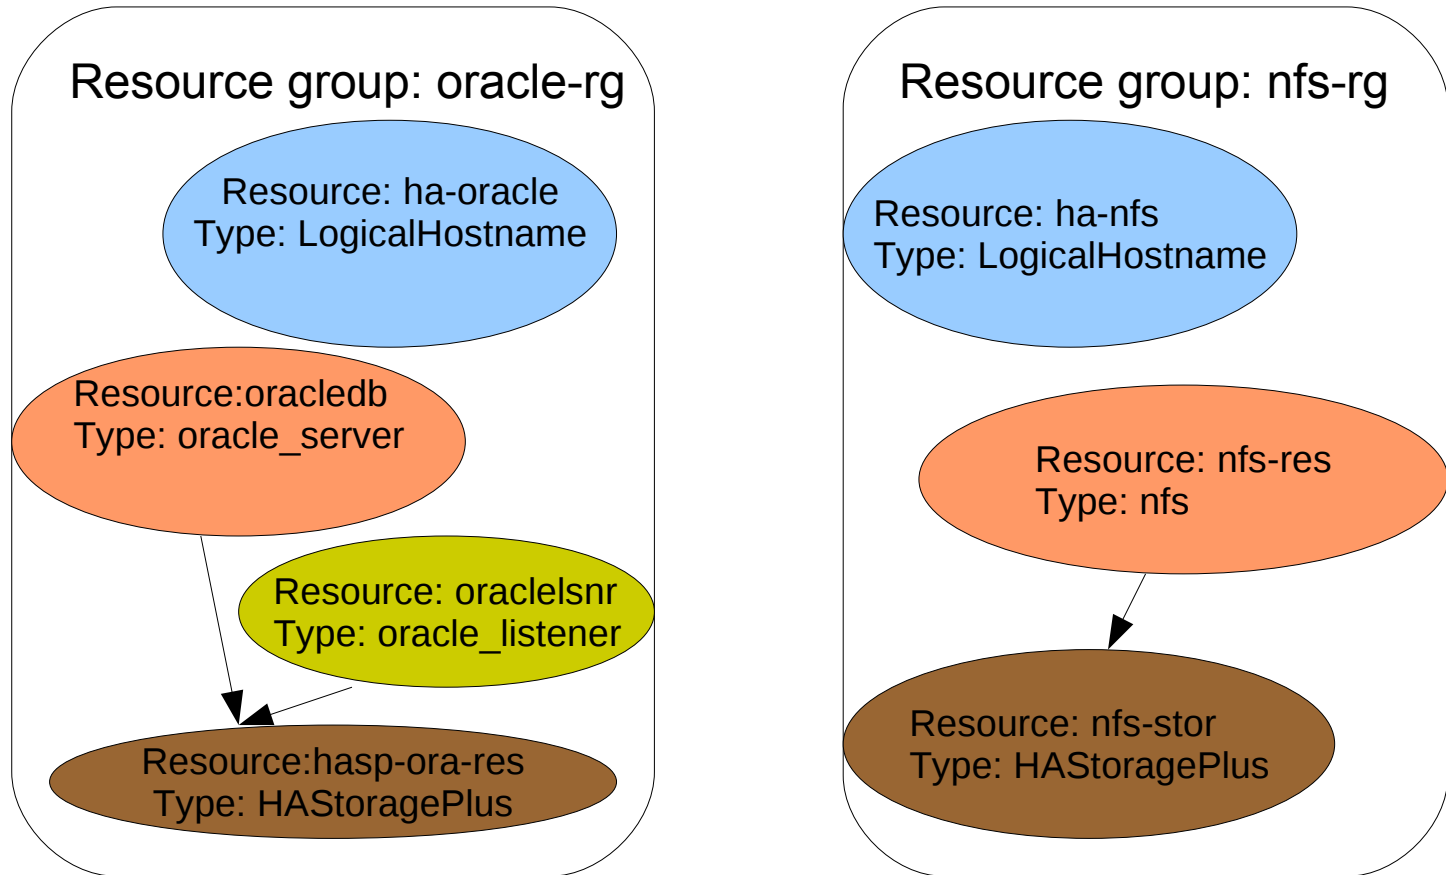 Resource group: oracle-rg
Resource: ha-oracle
Type: LogicalHostname
Resource:oracledb
Type: oracle_server
Resource: oraclelsnr
Type: oracle_listener
Resource:hasp-ora-res
Type: HAStoragePlus
Resource group: nfs-rg
Resource: ha-nfs
Type: LogicalHostname
Resource: nfs-res
Type: nfs
Resource: nfs-stor
Type: HAStoragePlus